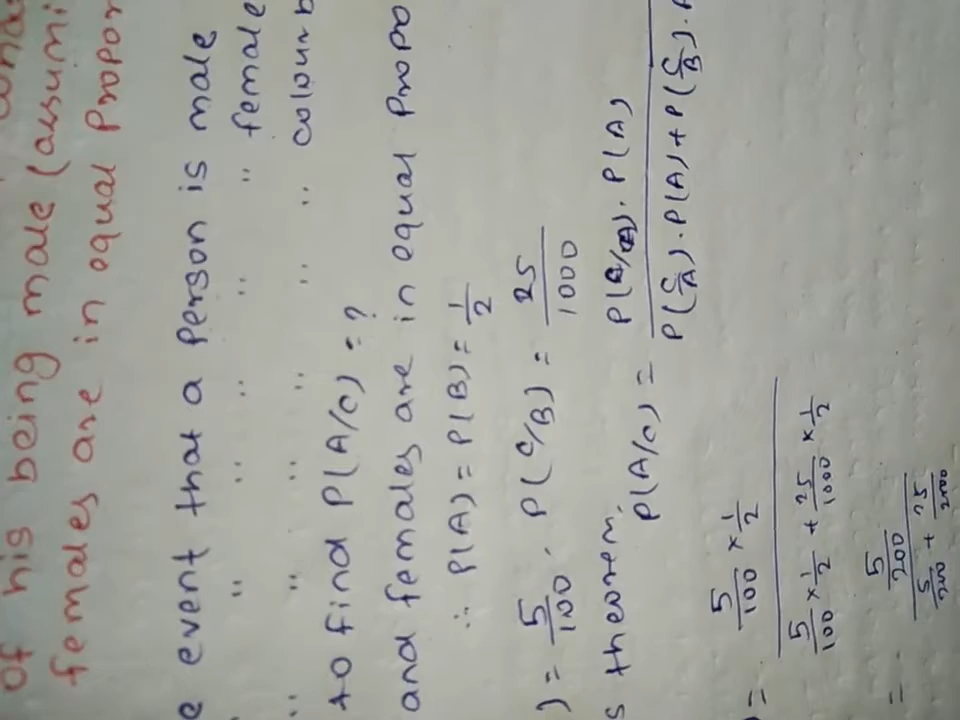 of his being male (assumi
females are in equal propor
e event that a person is male
" " " " " female
" " " " " colourb
to find P(A/C) = ?
and females are in equal propo
∴ P(A) = P(B) = 1/2
) = 5/100 . P(C/B) = 25/1000
s theorem,
P(A/C) = P(C/A) . P(A) / P(C/A) . P(A) + P(C/B) .
) = 5/100 × 1/2 / 5/100 × 1/2 + 25/1000 × 1/2
= 5/200 / 5/200 + 25/2000